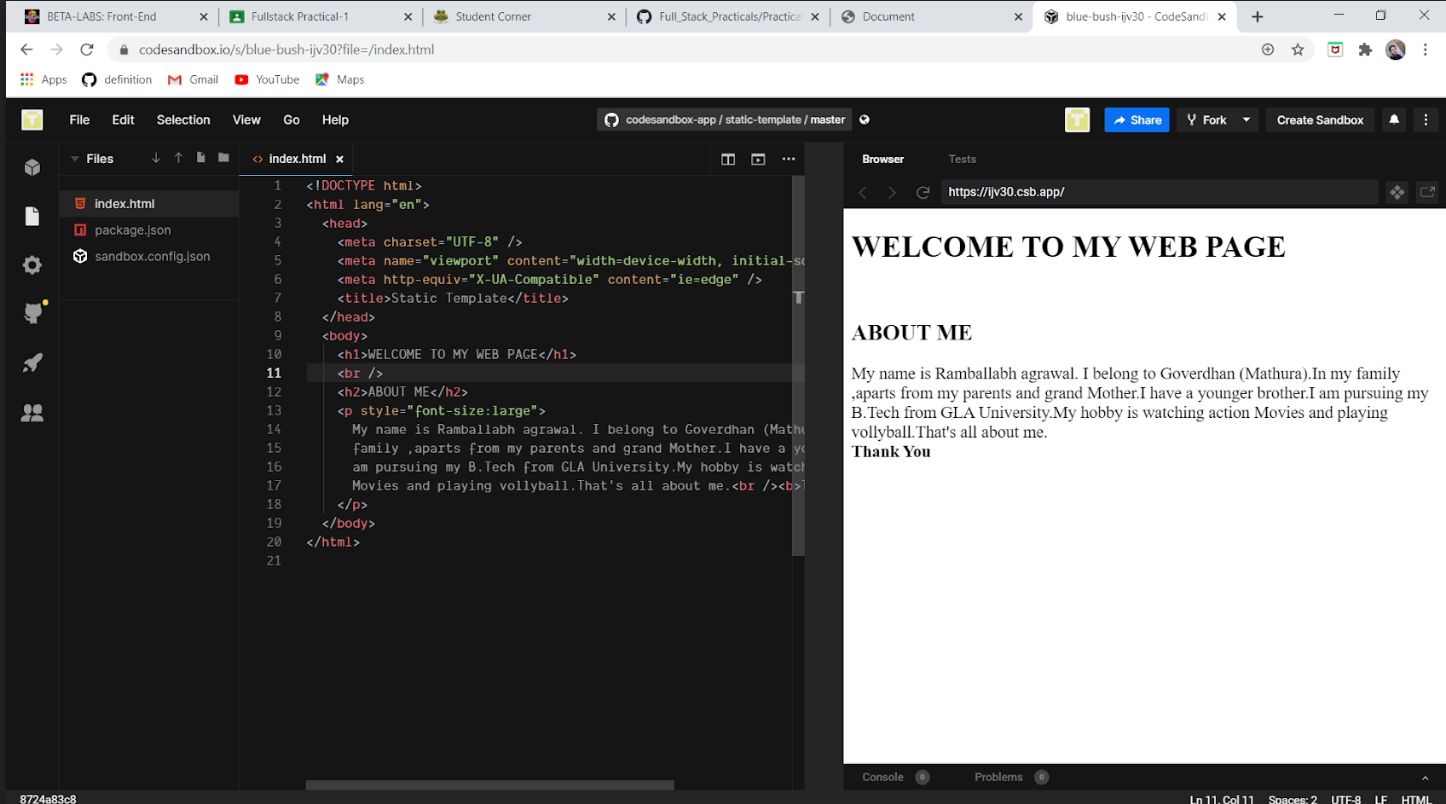 BETA-LABS: Front-End
Fullstack Practical-1
Student Corner
Full_Stack_Practicals/Practical
Document
blue-bush-ijv30 - CodeSandb
codesandbox.io/s/blue-bush-ijv30?file=/index.html
Apps definition Gmail YouTube Maps
File Edit Selection View Go Help
codesandbox-app / static-template / master
T
Share
Fork
Create Sandbox
Files
index.html
package.json
sandbox.config.json
index.html
1 <!DOCTYPE html>
2 <html lang="en">
3 <head>
4 <meta charset="UTF-8" />
5 <meta name="viewport" content="width=device-width, initial-sc
6 <meta http-equiv="X-UA-Compatible" content="ie=edge" />
7 <title>Static Template</title>
8 </head>
9 <body>
10 <h1>WELCOME TO MY WEB PAGE</h1>
11 <br />
12 <h2>ABOUT ME</h2>
13 <p style="font-size:large">
14 My name is Ramballabh agrawal. I belong to Goverdhan (Mathu
15 family ,aparts from my parents and grand Mother.I have a yo
16 am pursuing my B.Tech from GLA University.My hobby is watch
17 Movies and playing vollyball.That's all about me.<br /><b>T
18 </p>
19 </body>
20 </html>
21
Browser Tests
https://ijv30.csb.app/
WELCOME TO MY WEB PAGE
ABOUT ME
My name is Ramballabh agrawal. I belong to Goverdhan (Mathura).In my family
,aparts from my parents and grand Mother.I have a younger brother.I am pursuing my
B.Tech from GLA University.My hobby is watching action Movies and playing
vollyball.That's all about me.
Thank You
Console 0 Problems 0
8724a83c8
Ln 11, Col 11 Spaces: 2 UTF-8 LF HTML